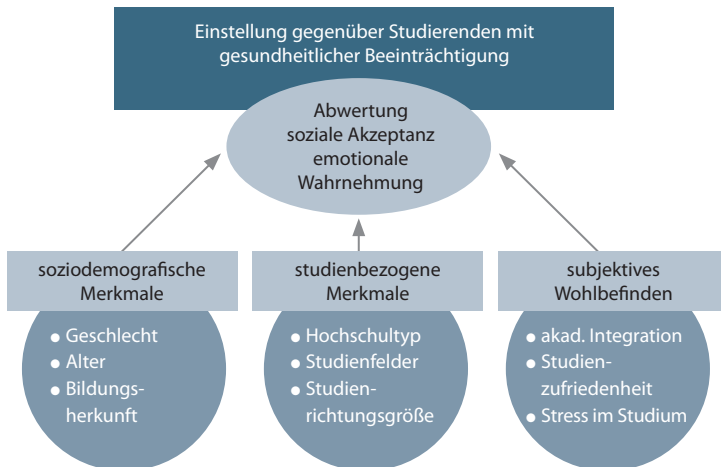 Einstellung gegenüber Studierenden mit
gesundheitlicher Beeinträchtigung
Abwertung
soziale Akzeptanz
emotionale
Wahrnehmung
soziodemografische
Merkmale
● Geschlecht
● Alter
● Bildungs-
herkunft
studienbezogene
Merkmale
● Hochschultyp
● Studienfelder
● Studien-
richtungsgröße
subjektives
Wohlbefinden
● akad. Integration
● Studien-
zufriedenheit
● Stress im Studium